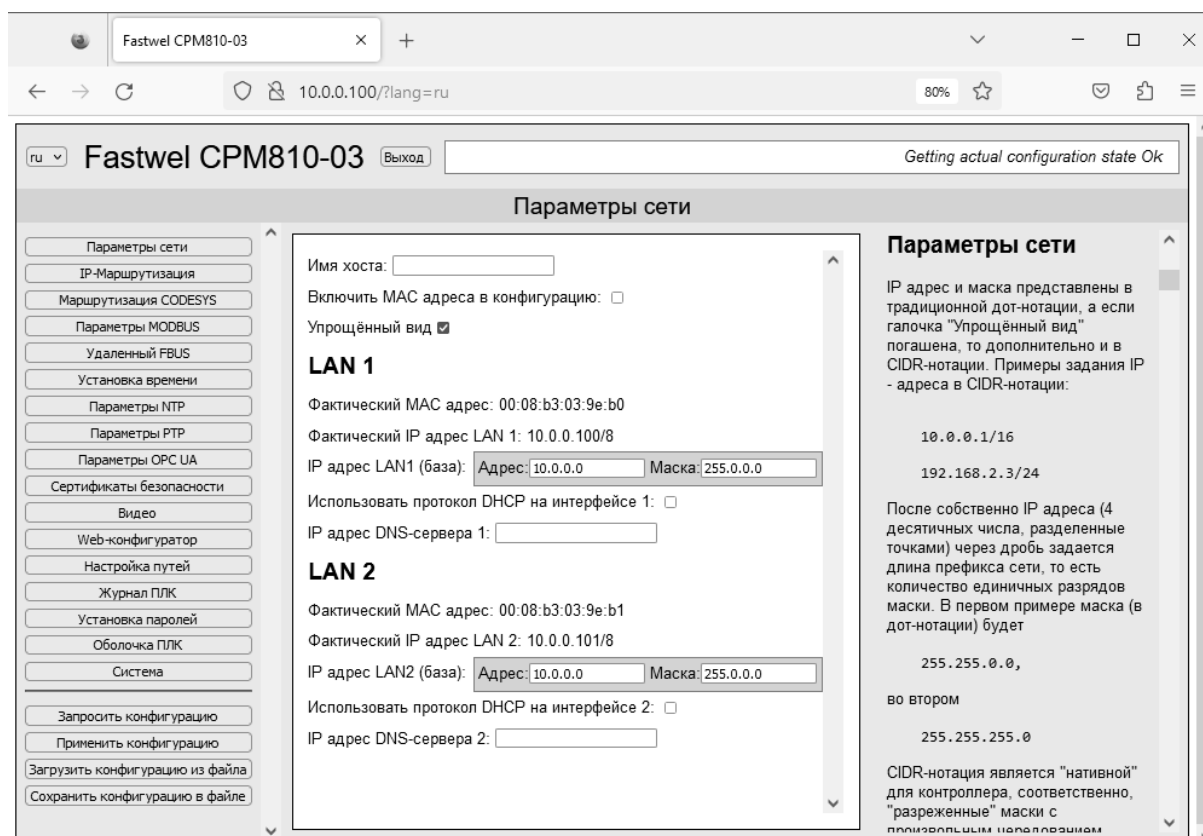 Fastwel CPM810-03
10.0.0.100/?lang=ru
80%
ru
Fastwel CPM810-03
Выход
Getting actual configuration state Ok
Параметры сети
Параметры сети
IP-Маршрутизация
Маршрутизация CODESYS
Параметры MODBUS
Удаленный FBUS
Установка времени
Параметры NTP
Параметры PTP
Параметры OPC UA
Сертификаты безопасности
Видео
Web-конфигуратор
Настройка путей
Журнал ПЛК
Установка паролей
Оболочка ПЛК
Система
Запросить конфигурацию
Применить конфигурацию
Загрузить конфигурацию из файла
Сохранить конфигурацию в файле
Имя хоста:
Включить MAC адреса в конфигурацию:
Упрощённый вид
LAN 1
Фактический MAC адрес: 00:08:b3:03:9e:b0
Фактический IP адрес LAN 1: 10.0.0.100/8
IP адрес LAN1 (база): Адрес: 10.0.0.0 Маска: 255.0.0.0
Использовать протокол DHCP на интерфейсе 1:
IP адрес DNS-сервера 1:
LAN 2
Фактический MAC адрес: 00:08:b3:03:9e:b1
Фактический IP адрес LAN 2: 10.0.0.101/8
IP адрес LAN2 (база): Адрес: 10.0.0.0 Маска: 255.0.0.0
Использовать протокол DHCP на интерфейсе 2:
IP адрес DNS-сервера 2:
Параметры сети
IP адрес и маска представлены в
традиционной дот-нотации, а если
галочка "Упрощённый вид"
погашена, то дополнительно и в
CIDR-нотации. Примеры задания IP
- адреса в CIDR-нотации:
10.0.0.1/16
192.168.2.3/24
После собственно IP адреса (4
десятичных числа, разделенные
точками) через дробь задается
длина префикса сети, то есть
количество единичных разрядов
маски. В первом примере маска (в
дот-нотации) будет
255.255.0.0,
во втором
255.255.255.0
CIDR-нотация является "нативной"
для контроллера, соответственно,
"разреженные" маски с
произвольным чередованием